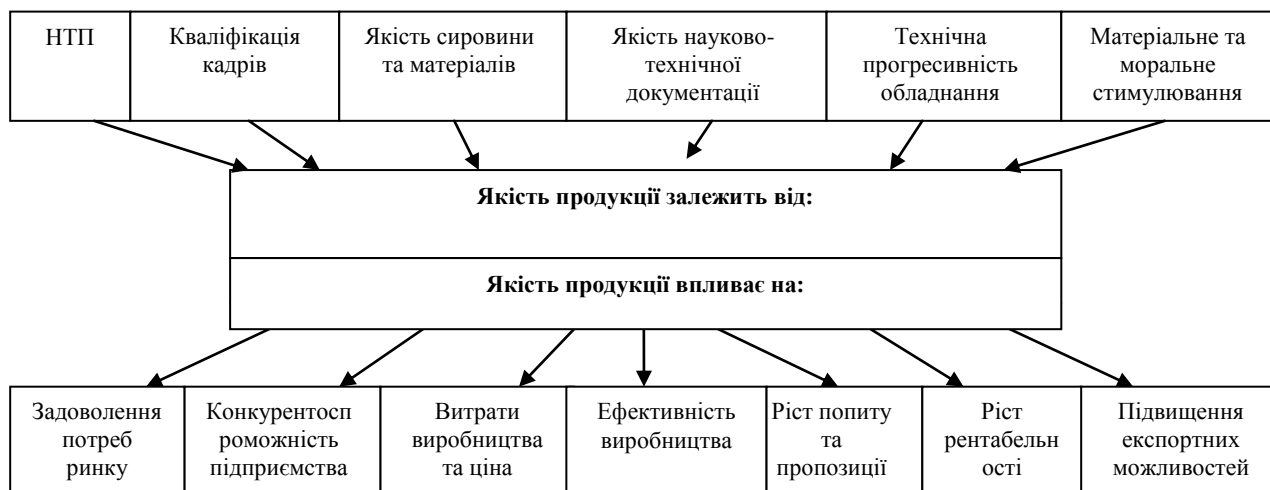 НТП
Кваліфікація
кадрів
Якість сировини
та матеріалів
Якість науково-
технічної
документації
Технічна
прогресивність
обладнання
Матеріальне та
моральне
стимулювання
Якість продукції залежить від:
Якість продукції впливає на:
Задоволення
потреб
ринку
Конкурентосп
роможність
підприємства
Витрати
виробництва
та ціна
Ефективність
виробництва
Ріст попиту
та
пропозиції
Ріст
рентабельн
ості
Підвищення
експортних
можливостей